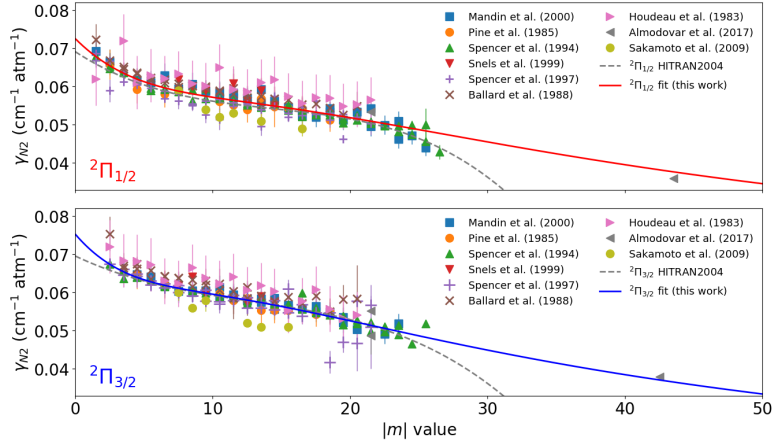 0.08
0.07
0.06
0.05
0.04
γN2 (cm⁻¹ atm⁻¹)
Mandin et al. (2000)
Pine et al. (1985)
Spencer et al. (1994)
Snels et al. (1999)
Spencer et al. (1997)
Ballard et al. (1988)
Houdeau et al. (1983)
Almodovar et al. (2017)
Sakamoto et al. (2009)
²Π1/2 HITRAN2004
²Π1/2 fit (this work)
²Π1/2
0.08
0.07
0.06
0.05
0.04
γN2 (cm⁻¹ atm⁻¹)
Mandin et al. (2000)
Pine et al. (1985)
Spencer et al. (1994)
Snels et al. (1999)
Spencer et al. (1997)
Ballard et al. (1988)
Houdeau et al. (1983)
Almodovar et al. (2017)
Sakamoto et al. (2009)
²Π3/2 HITRAN2004
²Π3/2 fit (this work)
²Π3/2
0 10 20 30 40 50
|m| value